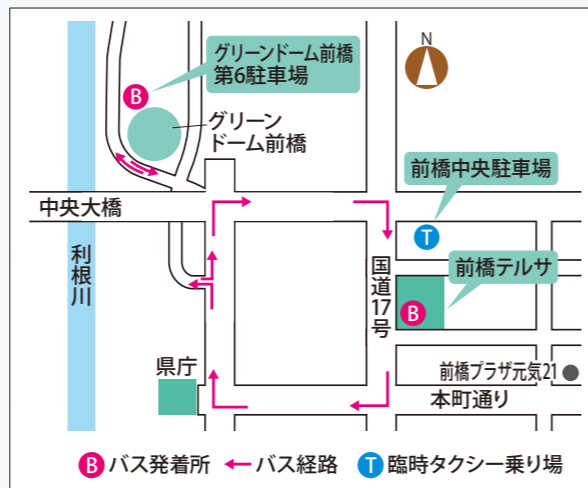 グリーンドーム前橋
第6駐車場
N
B
グリーン
ドーム前橋
前橋中央駐車場
中央大橋
T
利根川
国道17号
前橋テルサ
B
県庁
前橋プラザ元気21
本町通り
B バス発着所 バス経路 T 臨時タクシー乗り場